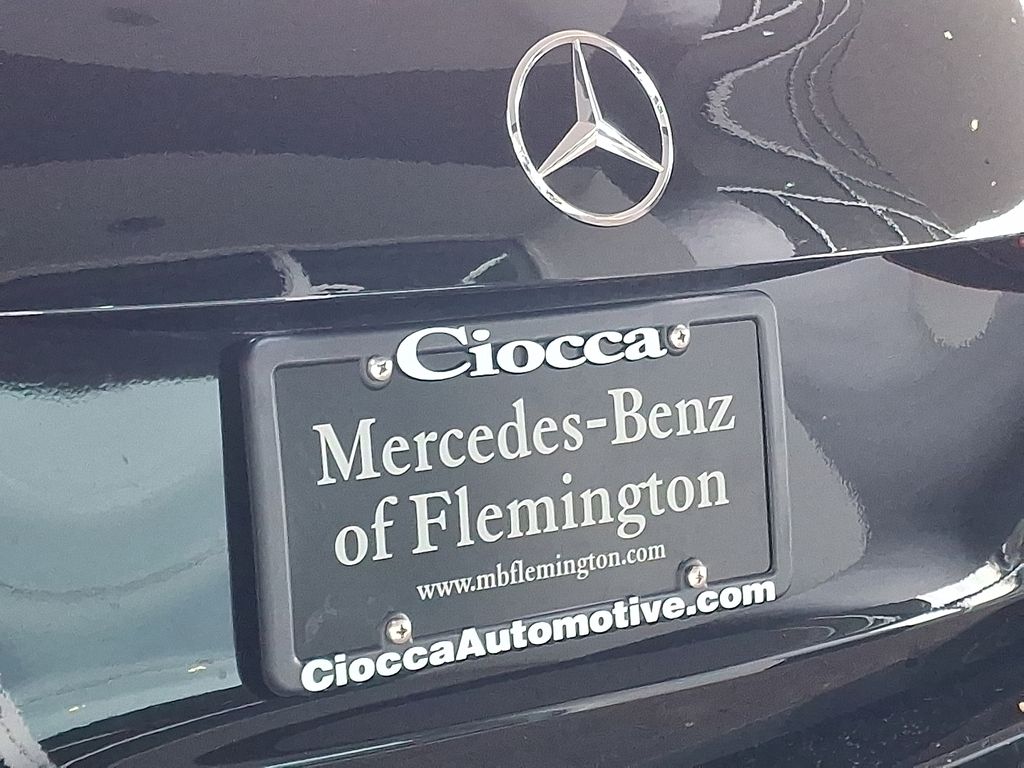 Ciocca
Mercedes-Benz
of Flemington
www.mbflemington.com
CioccaAutomotive.com